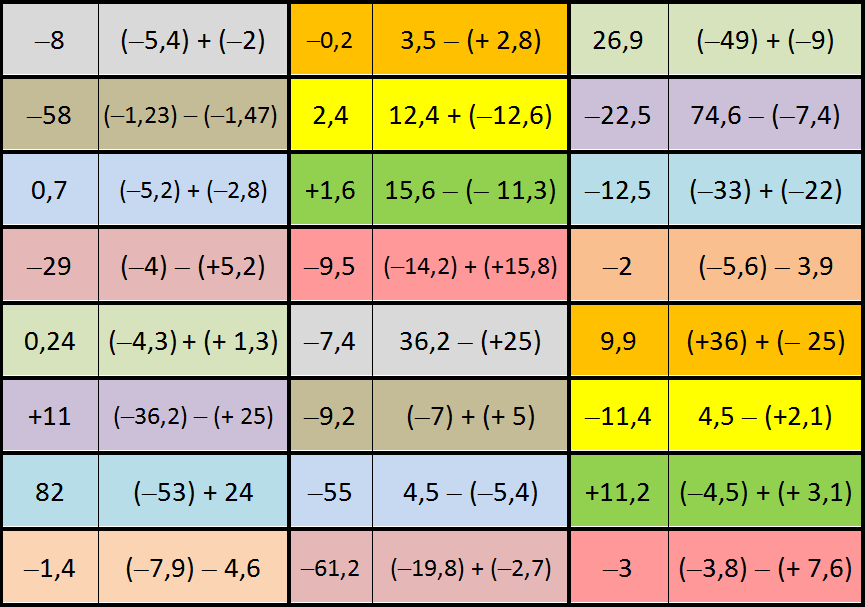 –8 (–5,4) + (–2) –0,2 3,5 – (+ 2,8) 26,9 (–49) + (–9)
–58 (–1,23) – (–1,47) 2,4 12,4 + (–12,6) –22,5 74,6 – (–7,4)
0,7 (–5,2) + (–2,8) +1,6 15,6 – (– 11,3) –12,5 (–33) + (–22)
–29 (–4) – (+5,2) –9,5 (–14,2) + (+15,8) –2 (–5,6) – 3,9
0,24 (–4,3) + (+ 1,3) –7,4 36,2 – (+25) 9,9 (+36) + (– 25)
+11 (–36,2) – (+ 25) –9,2 (–7) + (+ 5) –11,4 4,5 – (+2,1)
82 (–53) + 24 –55 4,5 – (–5,4) +11,2 (–4,5) + (+ 3,1)
–1,4 (–7,9) – 4,6 –61,2 (–19,8) + (–2,7) –3 (–3,8) – (+ 7,6)